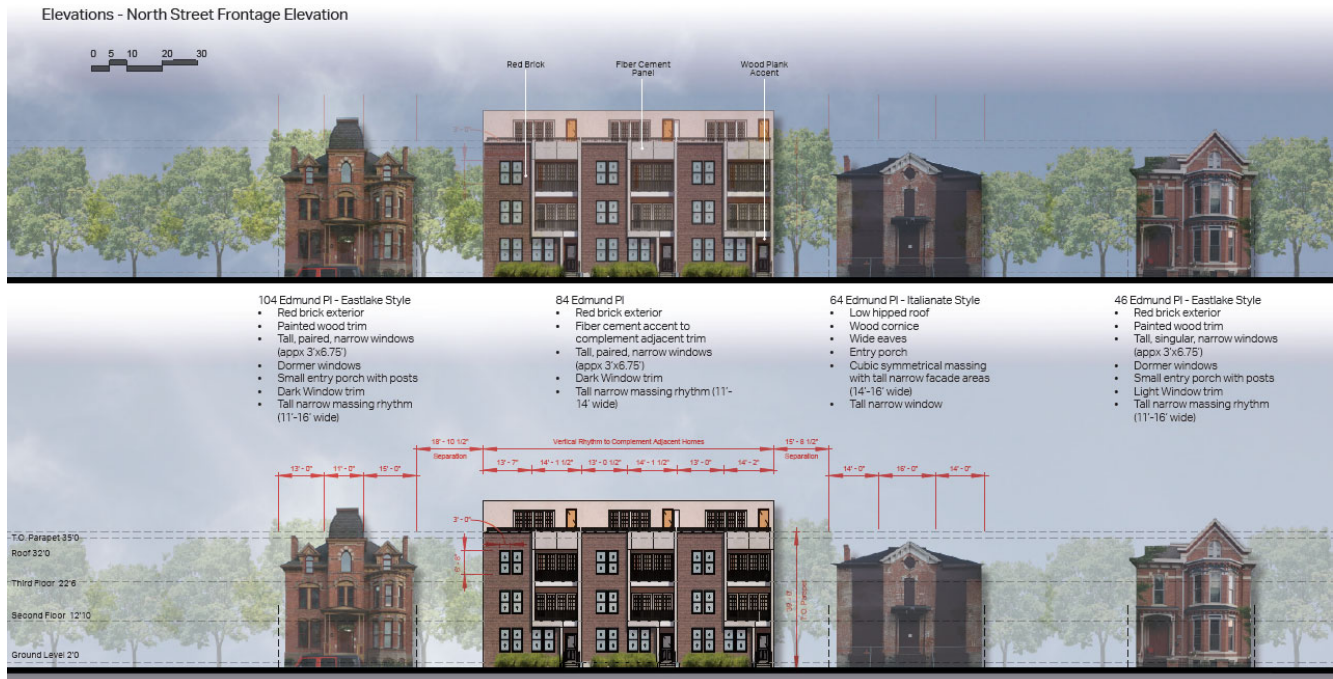 Elevations - North Street Frontage Elevation
0 5 10 20 30
Red Brick
Fiber Cement
Panel
Wood Plank
Accent
104 Edmund Pl - Eastlake Style
• Red brick exterior
• Painted wood trim
• Tall, paired, narrow windows
(appx 3'x6.75')
• Dormer windows
• Small entry porch with posts
• Dark Window trim
• Tall narrow massing rhythm
(11'-16' wide)
84 Edmund Pl
• Red brick exterior
• Fiber cement accent to
complement adjacent trim
• Tall, paired, narrow windows
(appx 3'x6.75')
• Dark Window trim
• Tall narrow massing rhythm (11'-
14' wide)
64 Edmund Pl - Italianate Style
• Low hipped roof
• Wood cornice
• Wide eaves
• Entry porch
• Cubic symmetrical massing
with tall narrow facade areas
(14'-16' wide)
• Tall narrow window
46 Edmund Pl - Eastlake Style
• Red brick exterior
• Painted wood trim
• Tall, singular, narrow windows
(appx 3'x6.75')
• Dormer windows
• Small entry porch with posts
• Light Window trim
• Tall narrow massing rhythm
(11'-16' wide)
18' - 10 1/2"
Separation
Vertical Rhythm to Complement Adjacent Homes
15' - 8 1/2"
Separation
13' - 0" 11' - 0" 15' - 0"
13' - 7" 14' - 1 1/2" 13' - 0 1/2" 14' - 1 1/2" 13' - 0" 14' - 2"
14' - 0" 16' - 0" 14' - 0"
3' - 0"
T.O. Parapet 35'0
Roof 32'0
Third Floor 22'6
Second Floor 12'10
Ground Level 2'0
T.O. Parapet